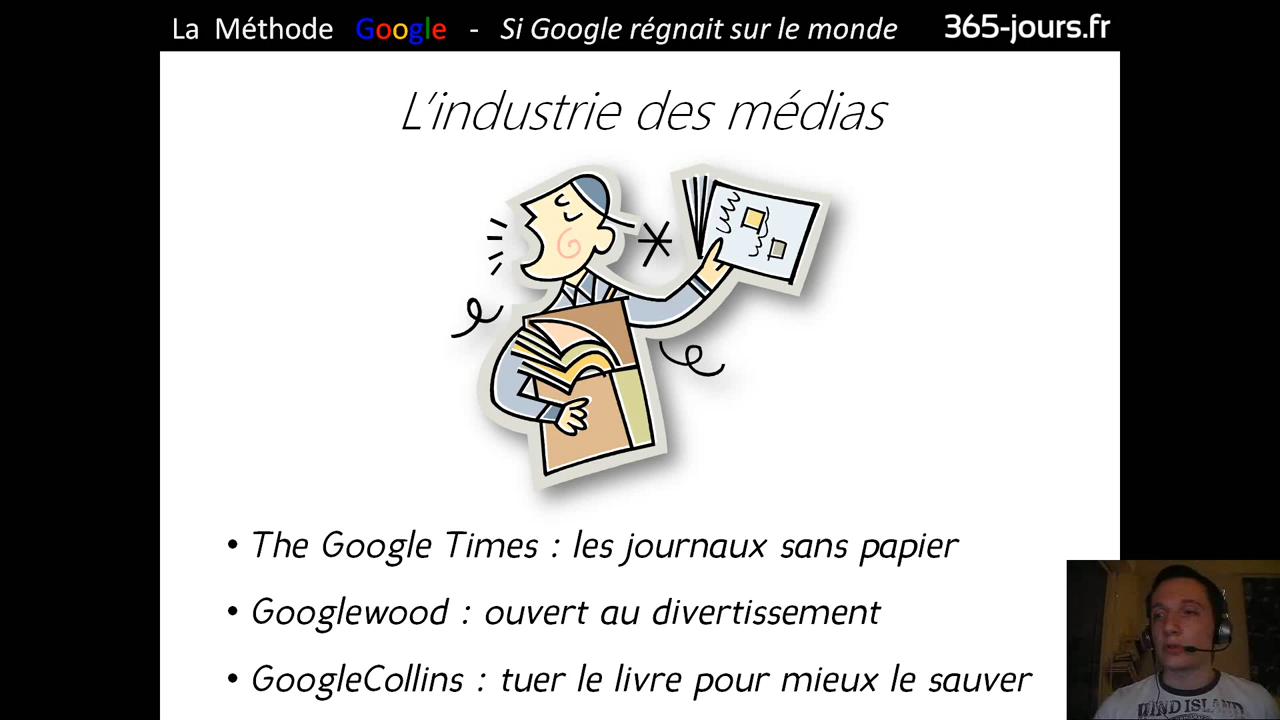 La Méthode Google - Si Google régnait sur le monde 365-jours.fr
L'industrie des médias
• The Google Times : les journaux sans papier
• Googlewood : ouvert au divertissement
• GoogleCollins : tuer le livre pour mieux le sauver